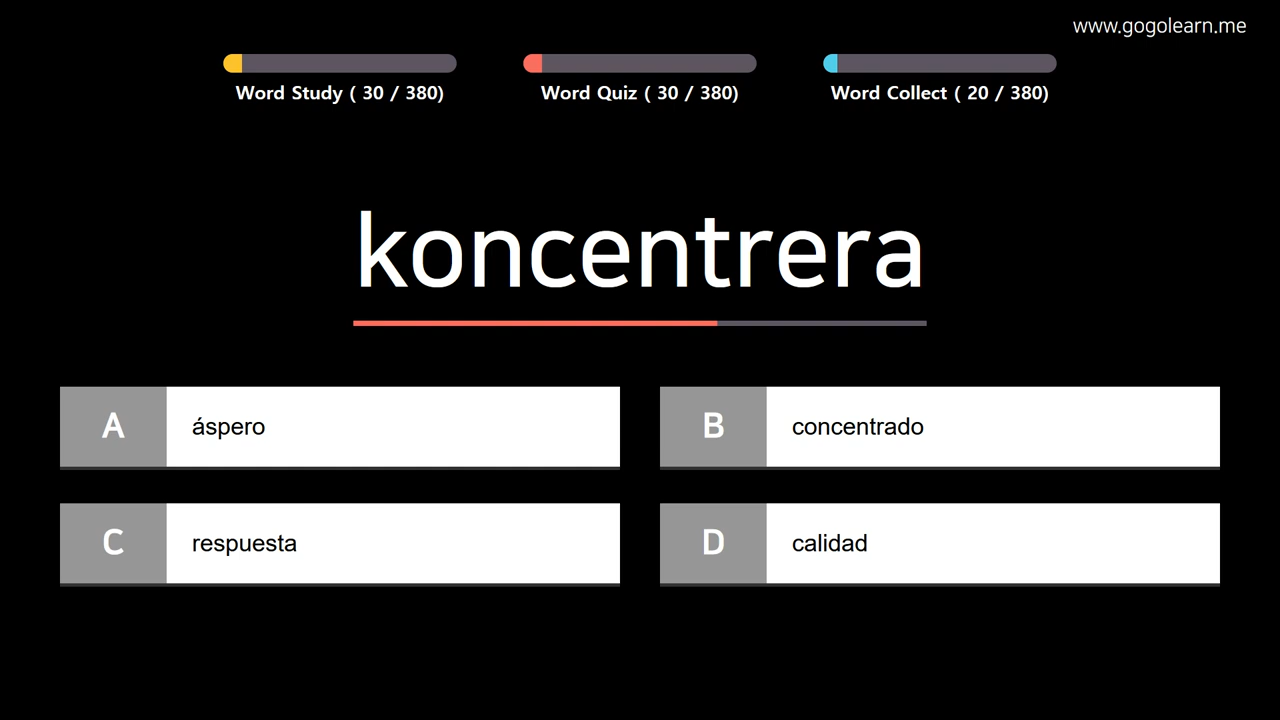 www.gogolearn.me
Word Study ( 30 / 380)
Word Quiz ( 30 / 380)
Word Collect ( 20 / 380)
koncentrera
A áspero
B concentrado
C respuesta
D calidad